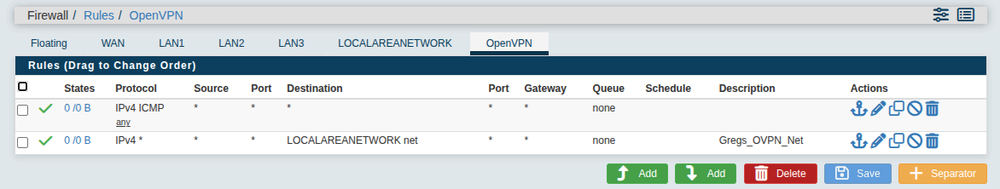 Firewall / Rules / OpenVPN
Floating WAN LAN1 LAN2 LAN3 LOCALAREANETWORK OpenVPN
Rules (Drag to Change Order)
States Protocol Source Port Destination Port Gateway Queue Schedule Description Actions
0 /0 B IPv4 ICMP * * * * * none
any
0 /0 B IPv4 * * * LOCALAREANETWORK net * * none Gregs_OVPN_Net
Add Add Delete Save Separator